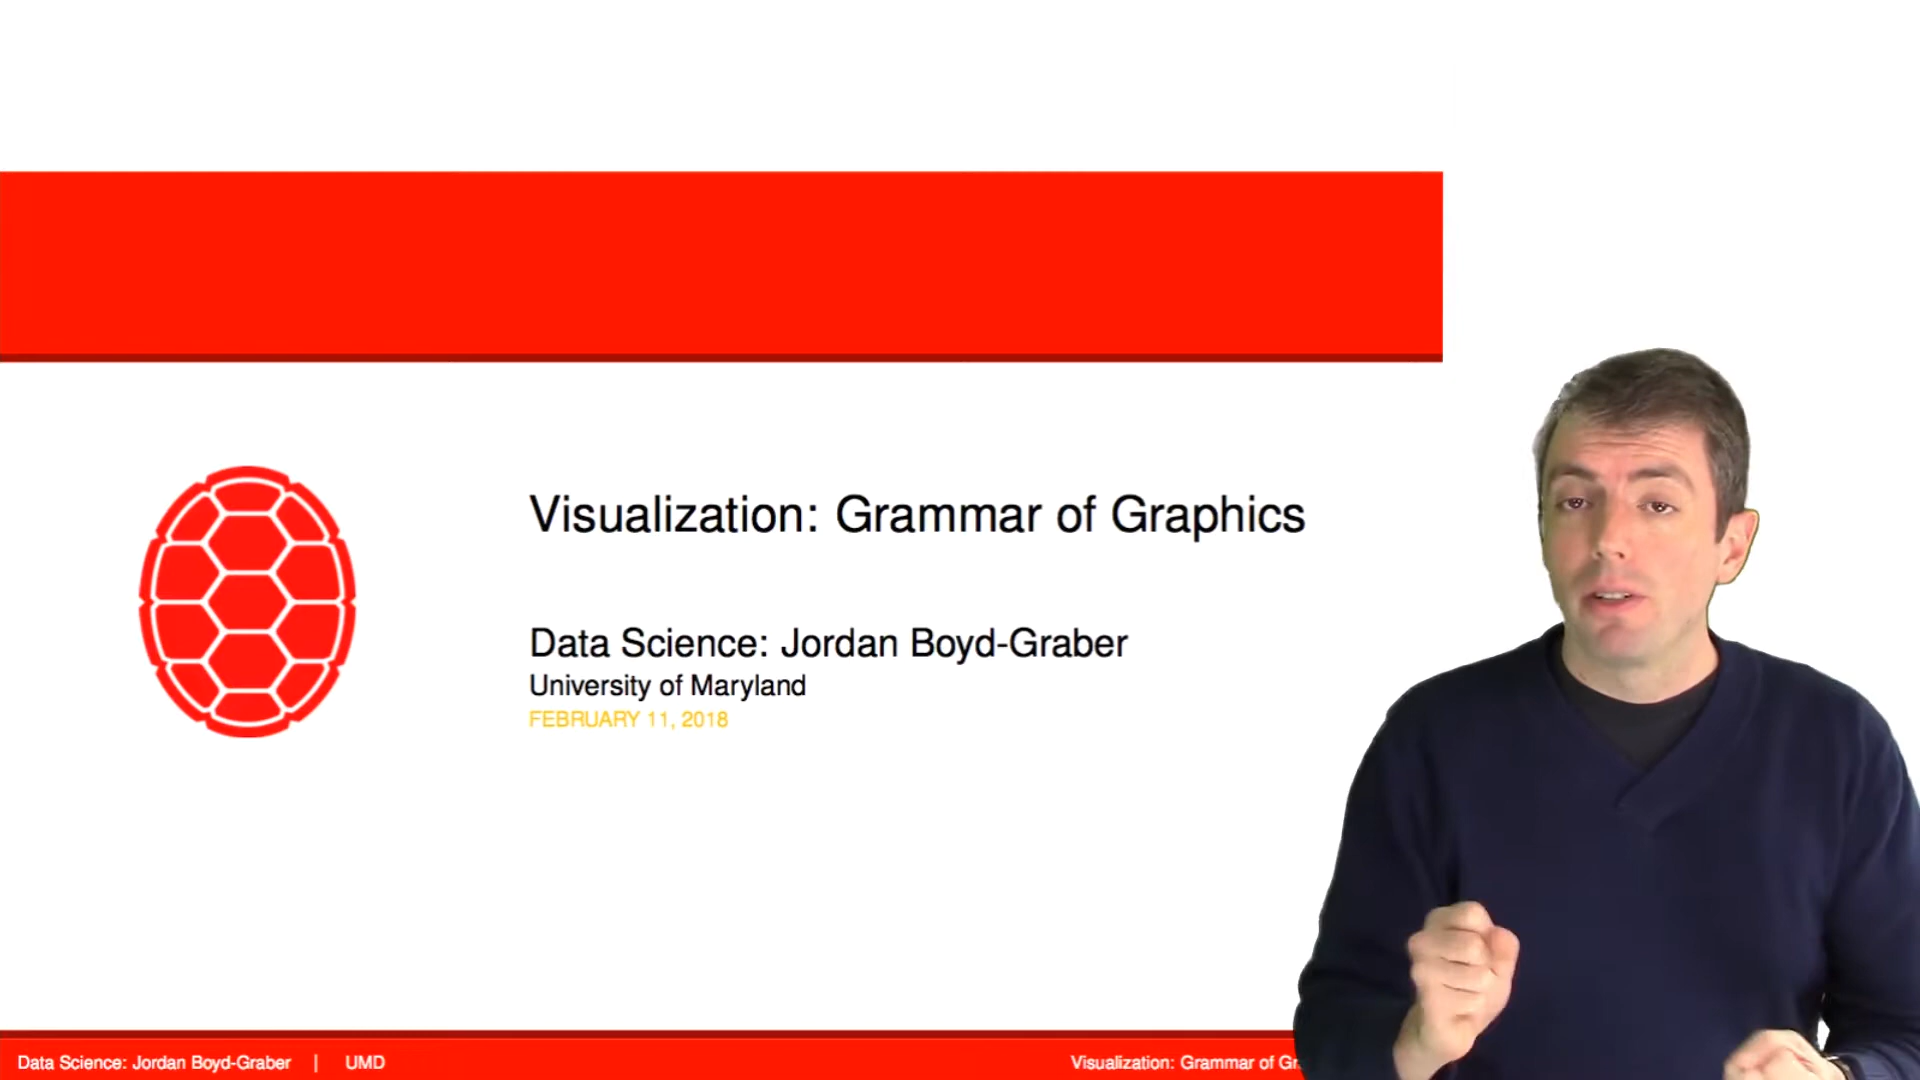 Visualization: Grammar of Graphics
Data Science: Jordan Boyd-Graber
University of Maryland
FEBRUARY 11, 2018
Data Science: Jordan Boyd-Graber | UMD
Visualization: Grammar of